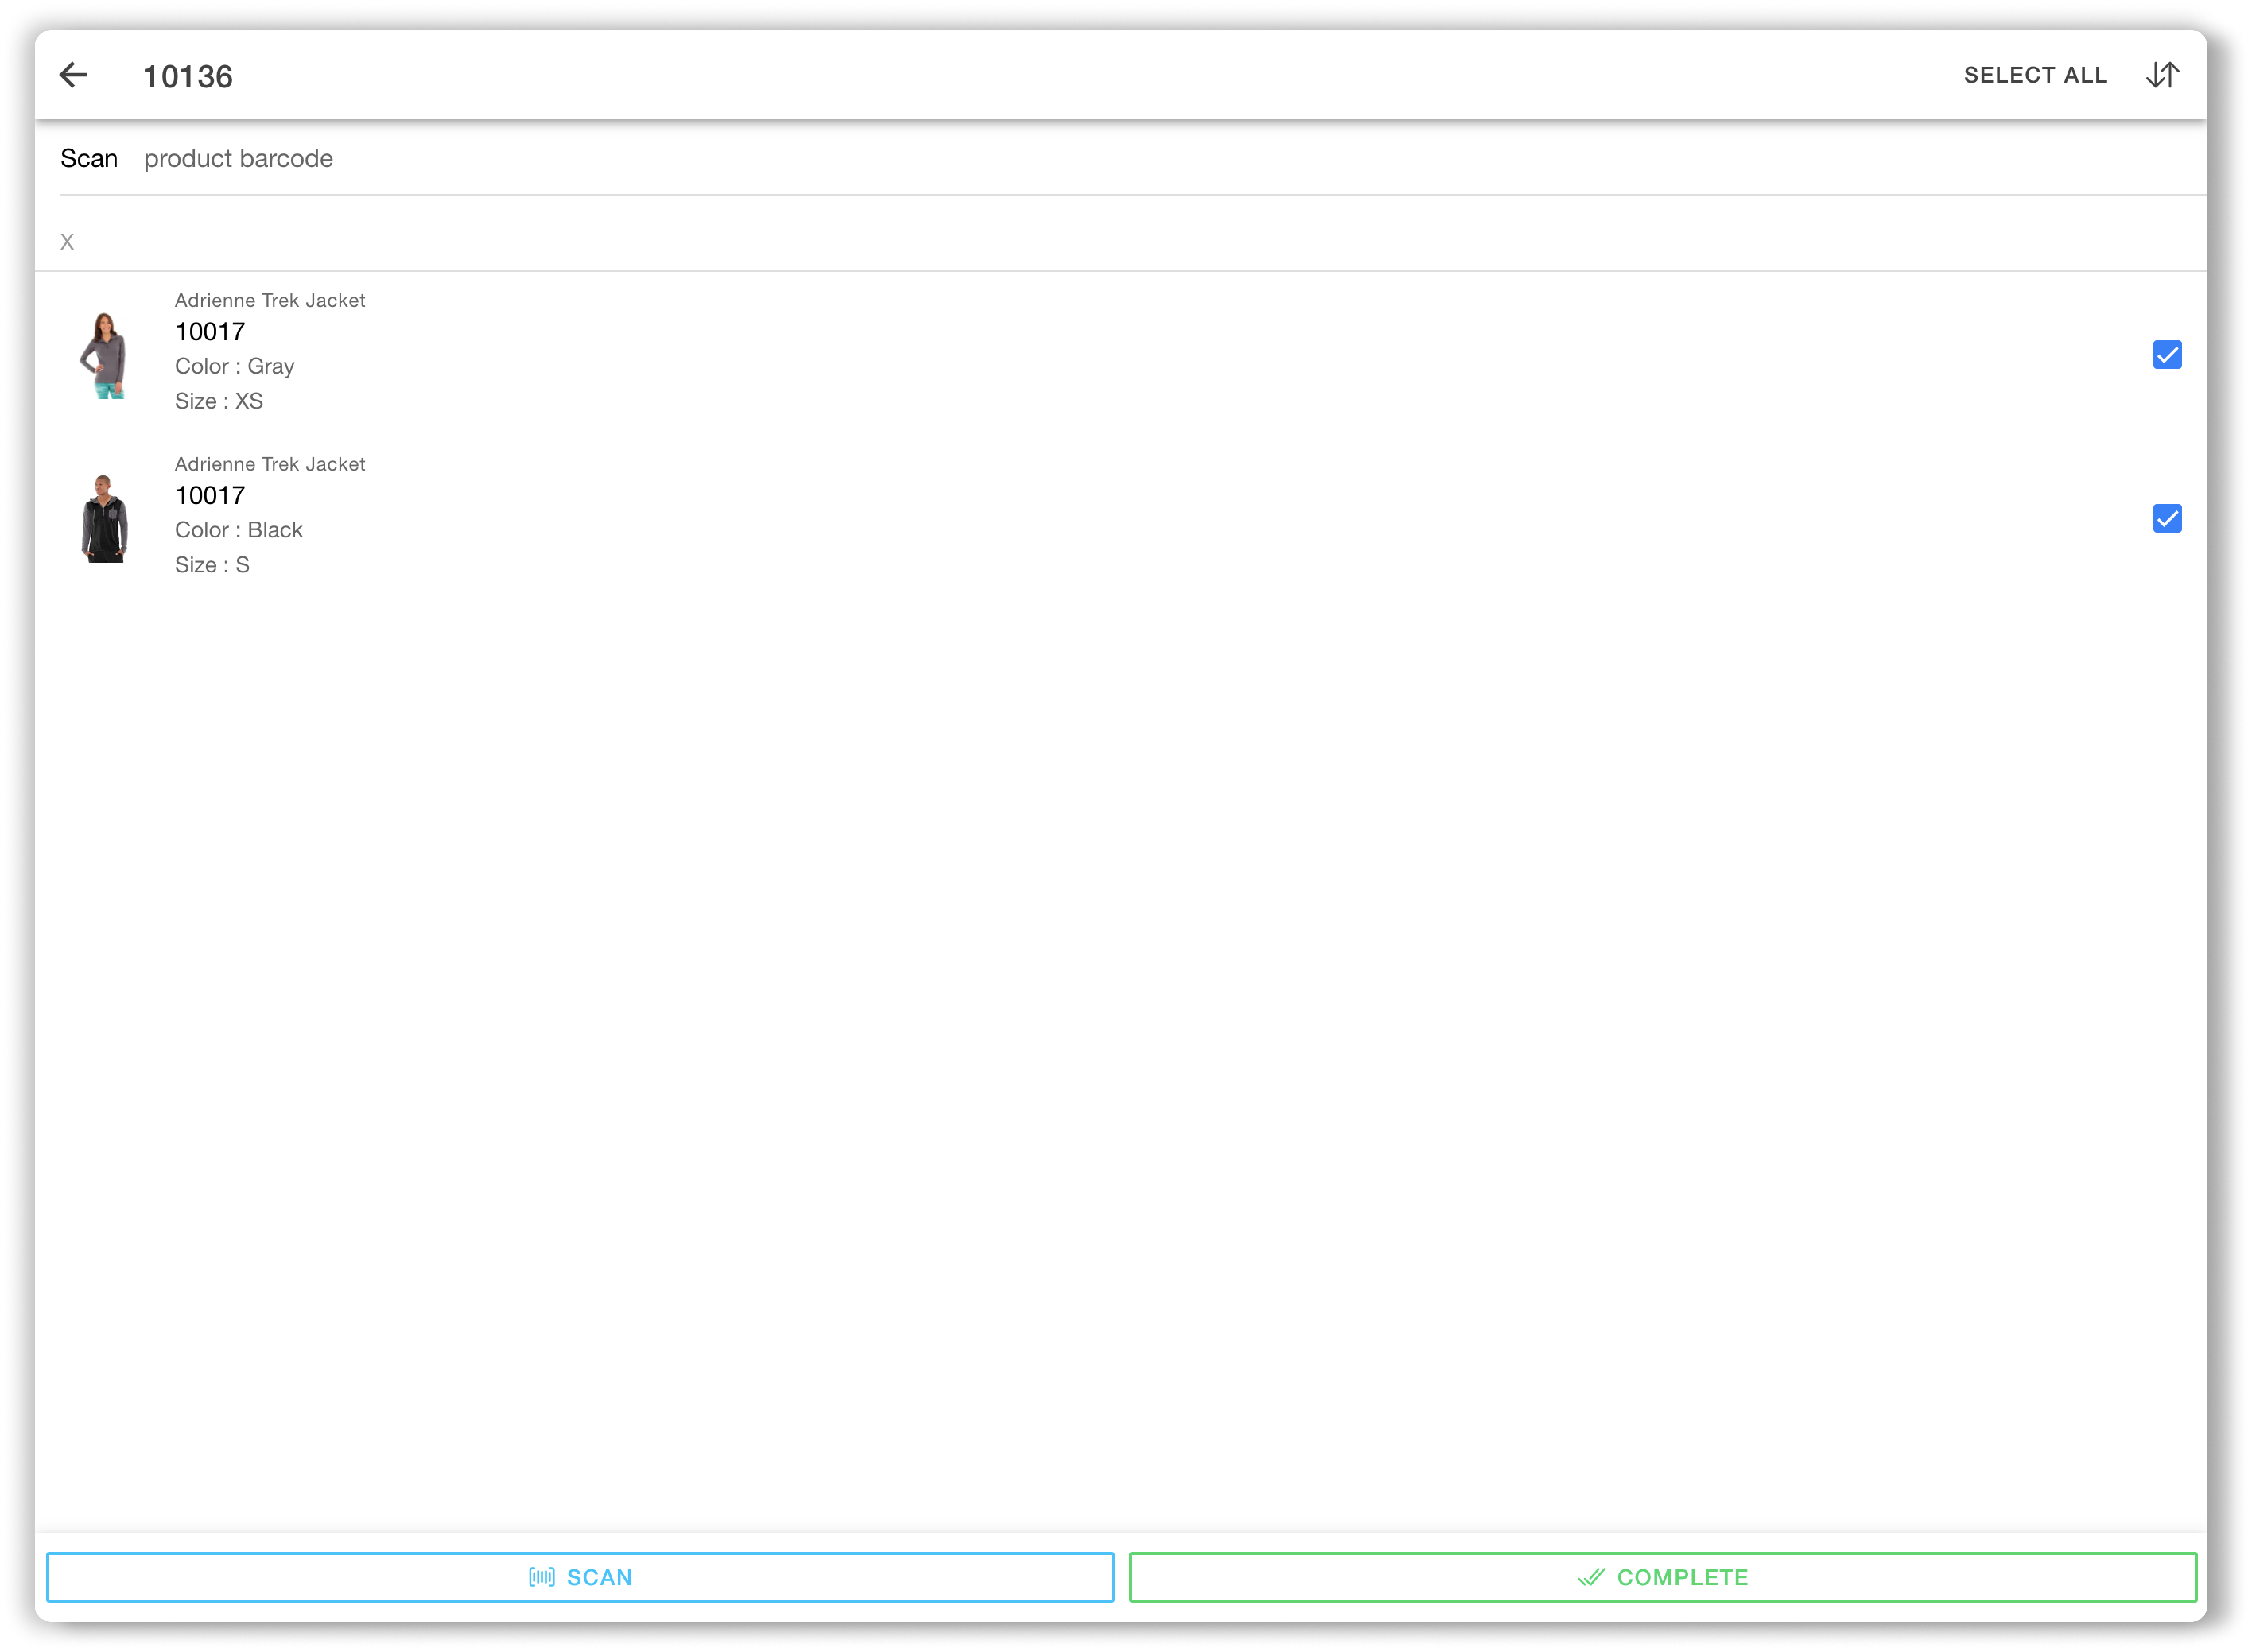 10136 SELECT ALL
Scan product barcode
X
Adrienne Trek Jacket
10017
Color : Gray
Size : XS
Adrienne Trek Jacket
10017
Color : Black
Size : S
SCAN COMPLETE